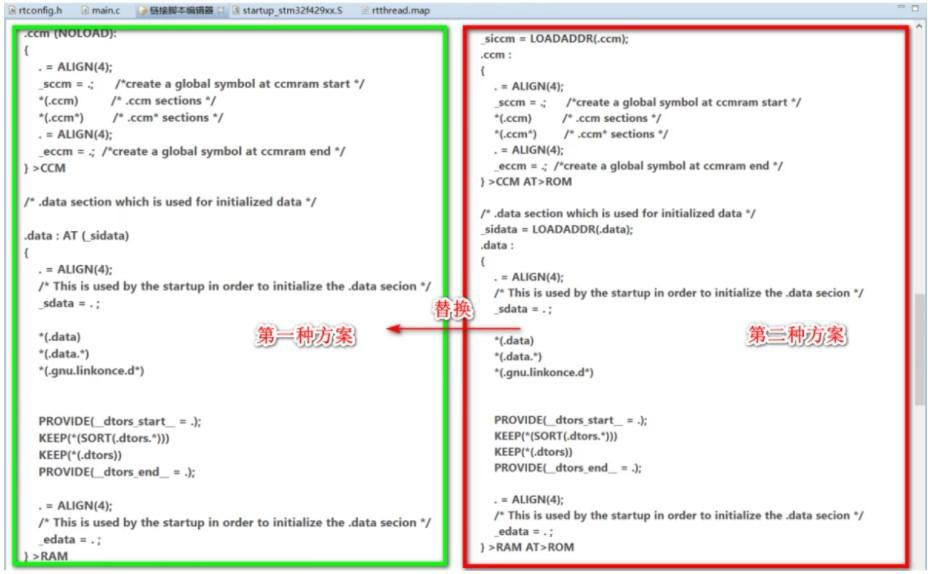 rtconfig.h main.c 链接脚本编辑器 startup_stm32f429xx.S rtthread.map
.ccm (NOLOAD):
{
. = ALIGN(4);
_sccm = .; /*create a global symbol at ccmram start */
*(.ccm) /* .ccm sections */
*(.ccm*) /* .ccm* sections */
. = ALIGN(4);
_eccm = .; /*create a global symbol at ccmram end */
} >CCM
/* .data section which is used for initialized data */
.data : AT (_sidata)
{
. = ALIGN(4);
/* This is used by the startup in order to initialize the .data secion */
_sdata = . ;
*(.data)
*(.data.*)
*(.gnu.linkonce.d*)
PROVIDE(__dtors_start__ = .);
KEEP(*(SORT(.dtors.*)))
KEEP(*(.dtors))
PROVIDE(__dtors_end__ = .);
. = ALIGN(4);
/* This is used by the startup in order to initialize the .data secion */
_edata = . ;
} >RAM
第一种方案
替换
_siccm = LOADADDR(.ccm);
.ccm :
{
. = ALIGN(4);
_sccm = .; /*create a global symbol at ccmram start */
*(.ccm) /* .ccm sections */
*(.ccm*) /* .ccm* sections */
. = ALIGN(4);
_eccm = .; /*create a global symbol at ccmram end */
} >CCM AT>ROM
/* .data section which is used for initialized data */
_sidata = LOADADDR(.data);
.data :
{
. = ALIGN(4);
/* This is used by the startup in order to initialize the .data secion */
_sdata = . ;
*(.data)
*(.data.*)
*(.gnu.linkonce.d*)
PROVIDE(__dtors_start__ = .);
KEEP(*(SORT(.dtors.*)))
KEEP(*(.dtors))
PROVIDE(__dtors_end__ = .);
. = ALIGN(4);
/* This is used by the startup in order to initialize the .data secion */
_edata = . ;
} >RAM AT>ROM
第二种方案